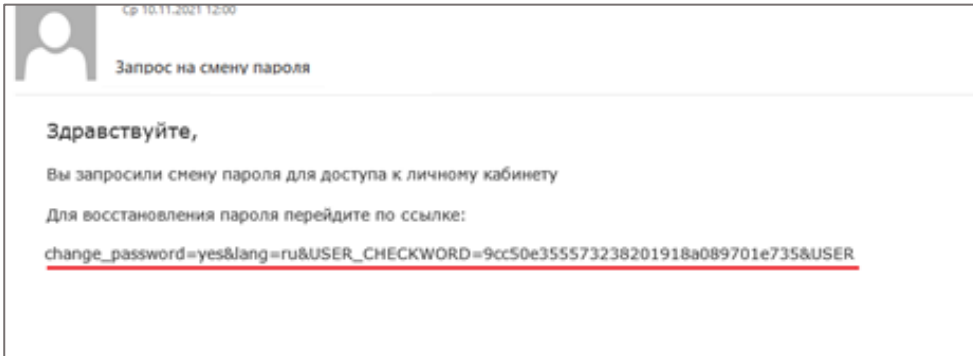 Ср 10.11.2021 12:00
Запрос на смену пароля
Здравствуйте,
Вы запросили смену пароля для доступа к личному кабинету
Для восстановления пароля перейдите по ссылке:
change_password=yes&lang=ru&USER_CHECKWORD=9cc50e355573238201918a089701e735&USER